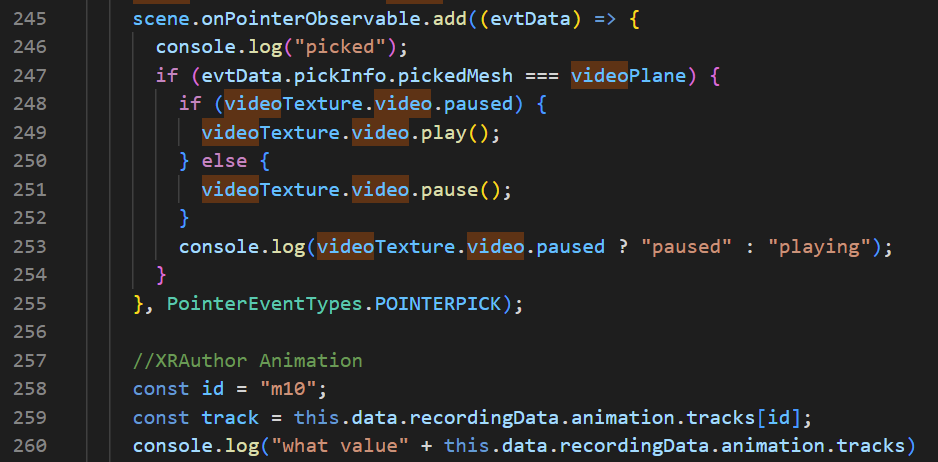 245 scene.onPointerObservable.add((evtData) => {
246 console.log("picked");
247 if (evtData.pickInfo.pickedMesh === videoPlane) {
248 if (videoTexture.video.paused) {
249 videoTexture.video.play();
250 } else {
251 videoTexture.video.pause();
252 }
253 console.log(videoTexture.video.paused ? "paused" : "playing");
254 }
255 }, PointerEventTypes.POINTERPICK);
256
257 //XRAuthor Animation
258 const id = "m10";
259 const track = this.data.recordingData.animation.tracks[id];
260 console.log("what value" + this.data.recordingData.animation.tracks)